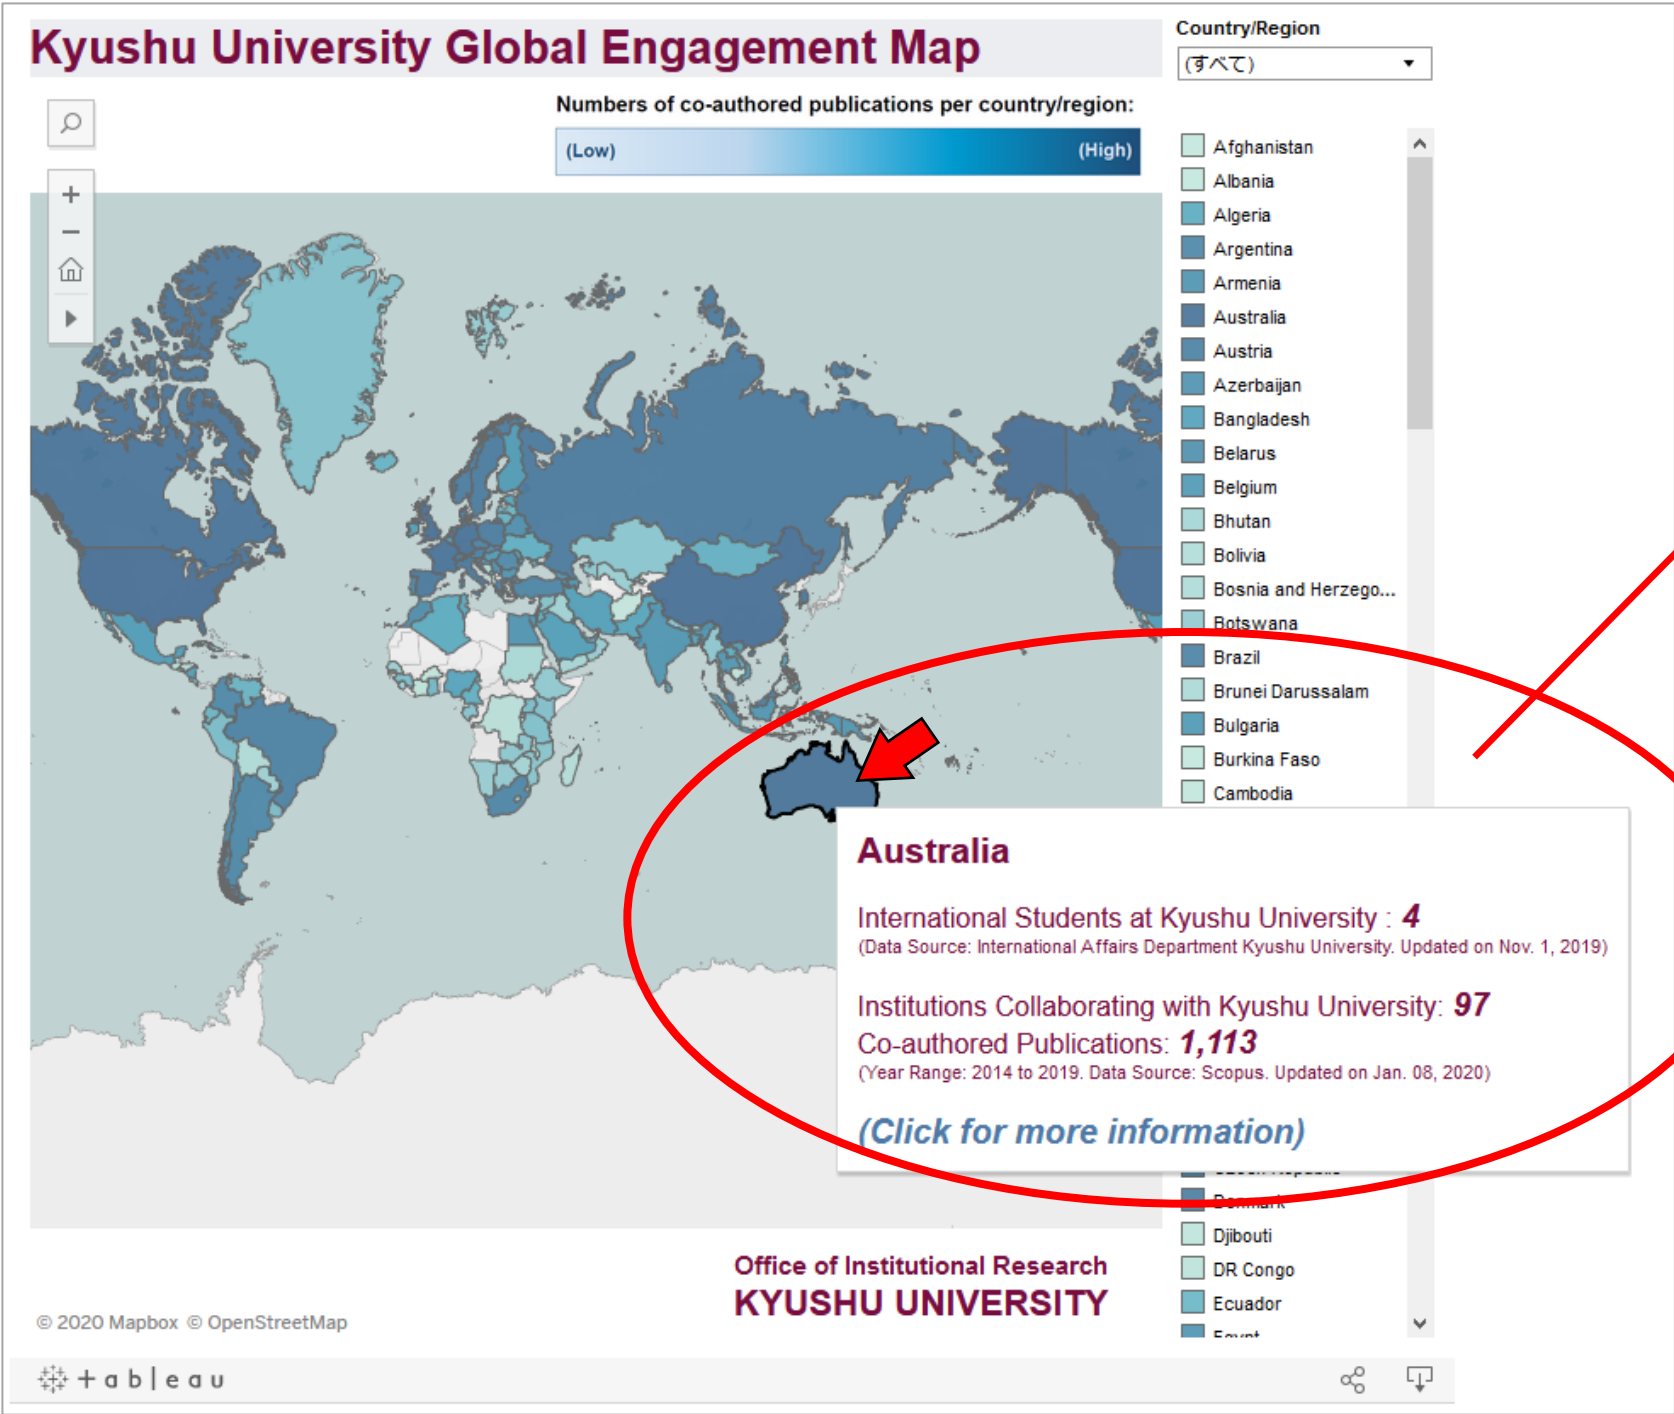 Kyushu University Global Engagement Map
Country/Region
(すべて)
Numbers of co-authored publications per country/region:
(Low)
(High)
Afghanistan
Albania
Algeria
Argentina
Armenia
Australia
Austria
Azerbaijan
Bangladesh
Belarus
Belgium
Bhutan
Bolivia
Bosnia and Herzego...
Botswana
Brazil
Brunei Darussalam
Bulgaria
Burkina Faso
Cambodia
Australia
International Students at Kyushu University : 4
(Data Source: International Affairs Department Kyushu University. Updated on Nov. 1, 2019)
Institutions Collaborating with Kyushu University: 97
Co-authored Publications: 1,113
(Year Range: 2014 to 2019. Data Source: Scopus. Updated on Jan. 08, 2020)
(Click for more information)
Denmark
Djibouti
DR Congo
Ecuador
Egypt
Office of Institutional Research
KYUSHU UNIVERSITY
© 2020 Mapbox © OpenStreetMap
+ a b l e a u